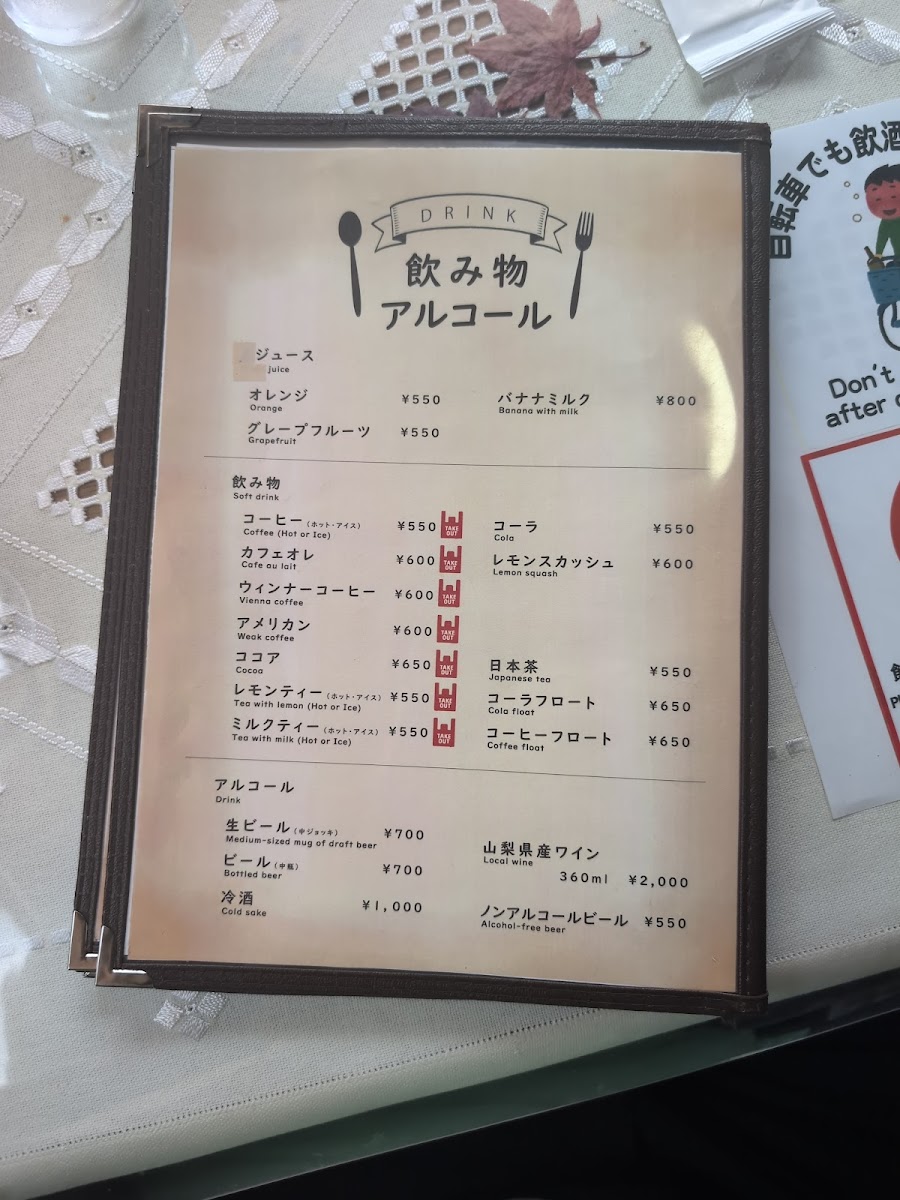 DRINK
飲み物
アルコール
ジュース
juice
オレンジ ¥550
Orange
グレープフルーツ ¥550
Grapefruit
バナナミルク ¥800
Banana with milk
飲み物
Soft drink
コーヒー(ホット・アイス) ¥550 TAKE OUT
Coffee (Hot or Ice)
カフェオレ ¥600 TAKE OUT
Cafe au lait
ウィンナーコーヒー ¥600 TAKE OUT
Vienna coffee
アメリカン ¥600 TAKE OUT
Weak coffee
ココア ¥650 TAKE OUT
Cocoa
レモンティー(ホット・アイス) ¥550 TAKE OUT
Tea with lemon (Hot or Ice)
ミルクティー(ホット・アイス) ¥550 TAKE OUT
Tea with milk (Hot or Ice)
コーラ ¥550
Cola
レモンスカッシュ ¥600
Lemon squash
日本茶 ¥550
Japanese tea
コーラフロート ¥650
Cola float
コーヒーフロート ¥650
Coffee float
アルコール
Drink
生ビール(中ジョッキ) ¥700
Medium-sized mug of draft beer
ビール(中瓶) ¥700
Bottled beer
冷酒 ¥1,000
Cold sake
山梨県産ワイン
Local wine
360ml ¥2,000
ノンアルコールビール ¥550
Alcohol-free beer
自転車でも飲酒
Don't
after